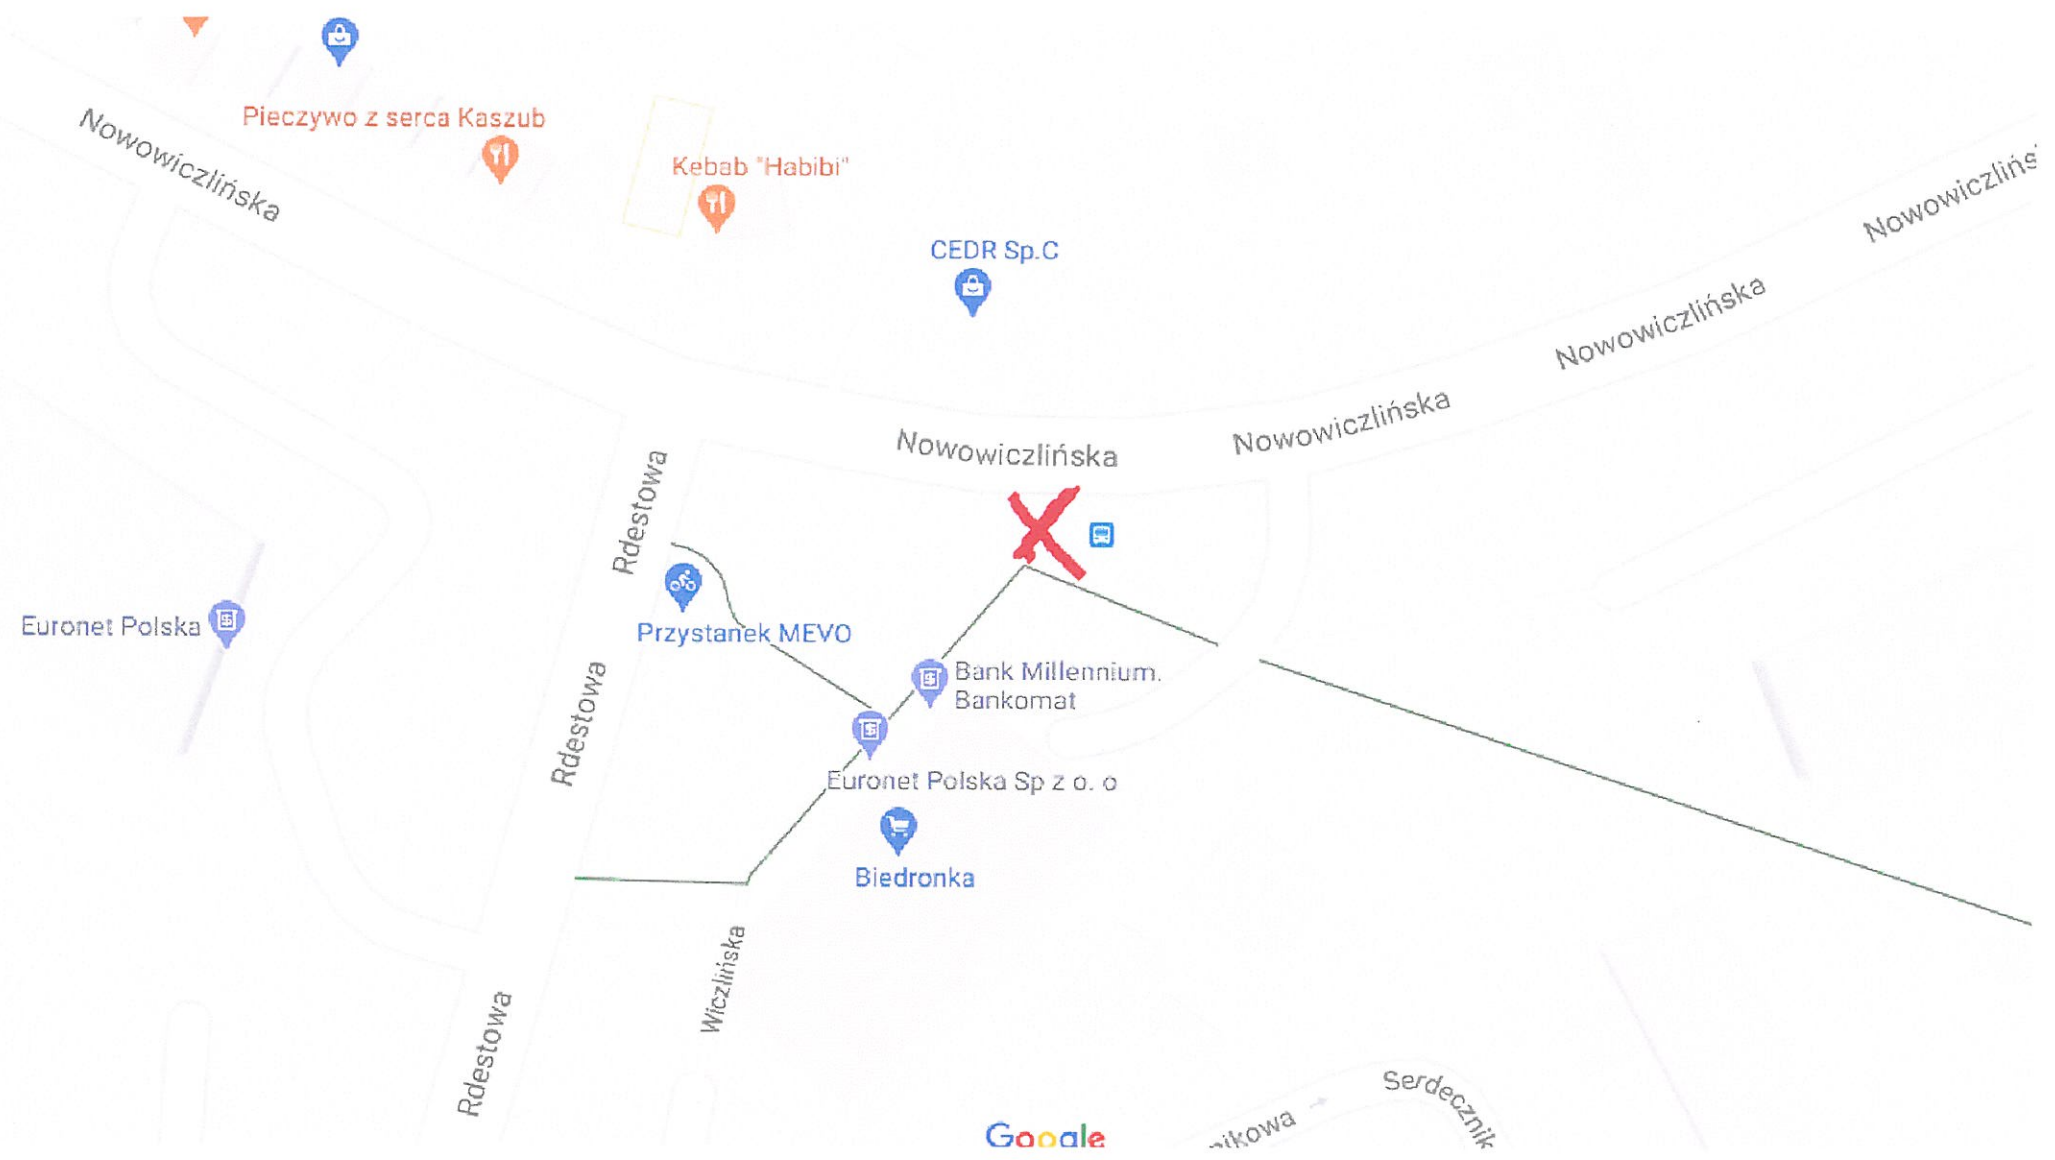 Pieczywo z serca Kaszub
Nowowiczlińska
Kebab "Habibi"
CEDR Sp.C
Nowowiczlińs
Nowowiczlińska
Nowowiczlińska
Nowowiczlińska
Rdestowa
Euronet Polska
Przystanek MEVO
Bank Millennium.
Bankomat
Rdestowa
Euronet Polska Sp z o. o
Biedronka
Wiczlińska
Rdestowa
Serdecznik
nikowa
Google